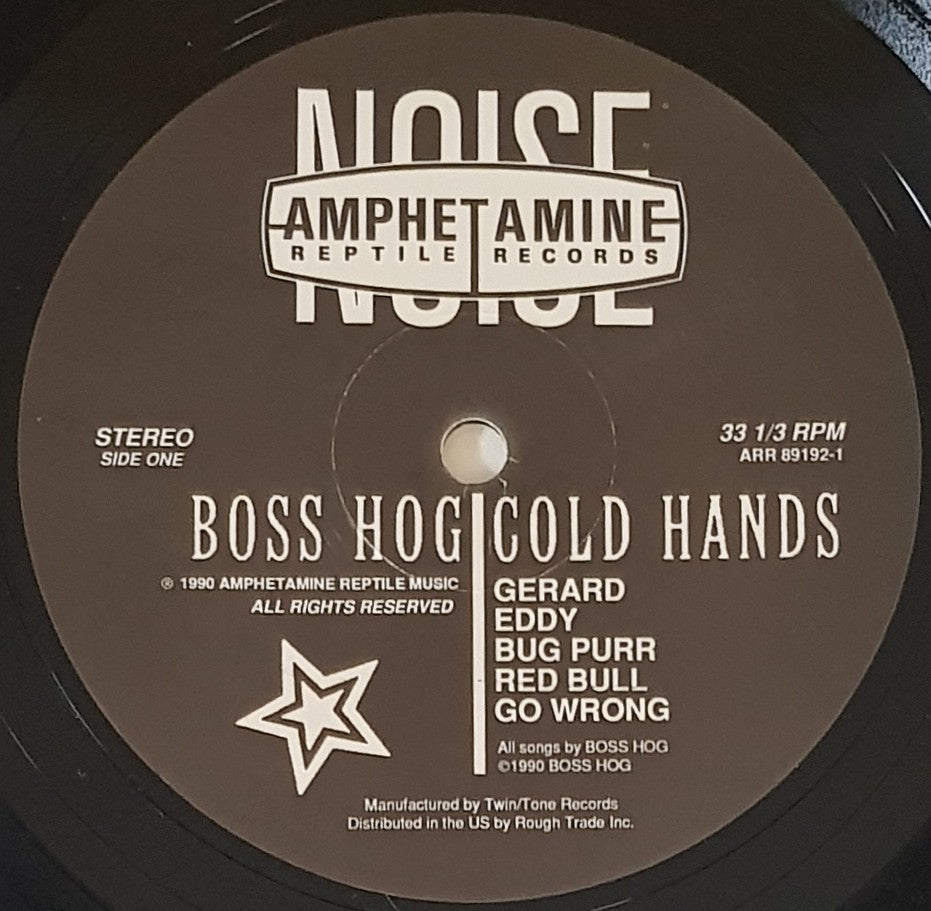 NOISE
AMPHETAMINE
REPTILE RECORDS
NOISE
STEREO
SIDE ONE
33 1/3 RPM
ARR 89192-1
BOSS HOG
COLD HANDS
℗ 1990 AMPHETAMINE REPTILE MUSIC
ALL RIGHTS RESERVED
GERARD
EDDY
BUG PURR
RED BULL
GO WRONG
All songs by BOSS HOG
©1990 BOSS HOG
Manufactured by Twin/Tone Records
Distributed in the US by Rough Trade Inc.